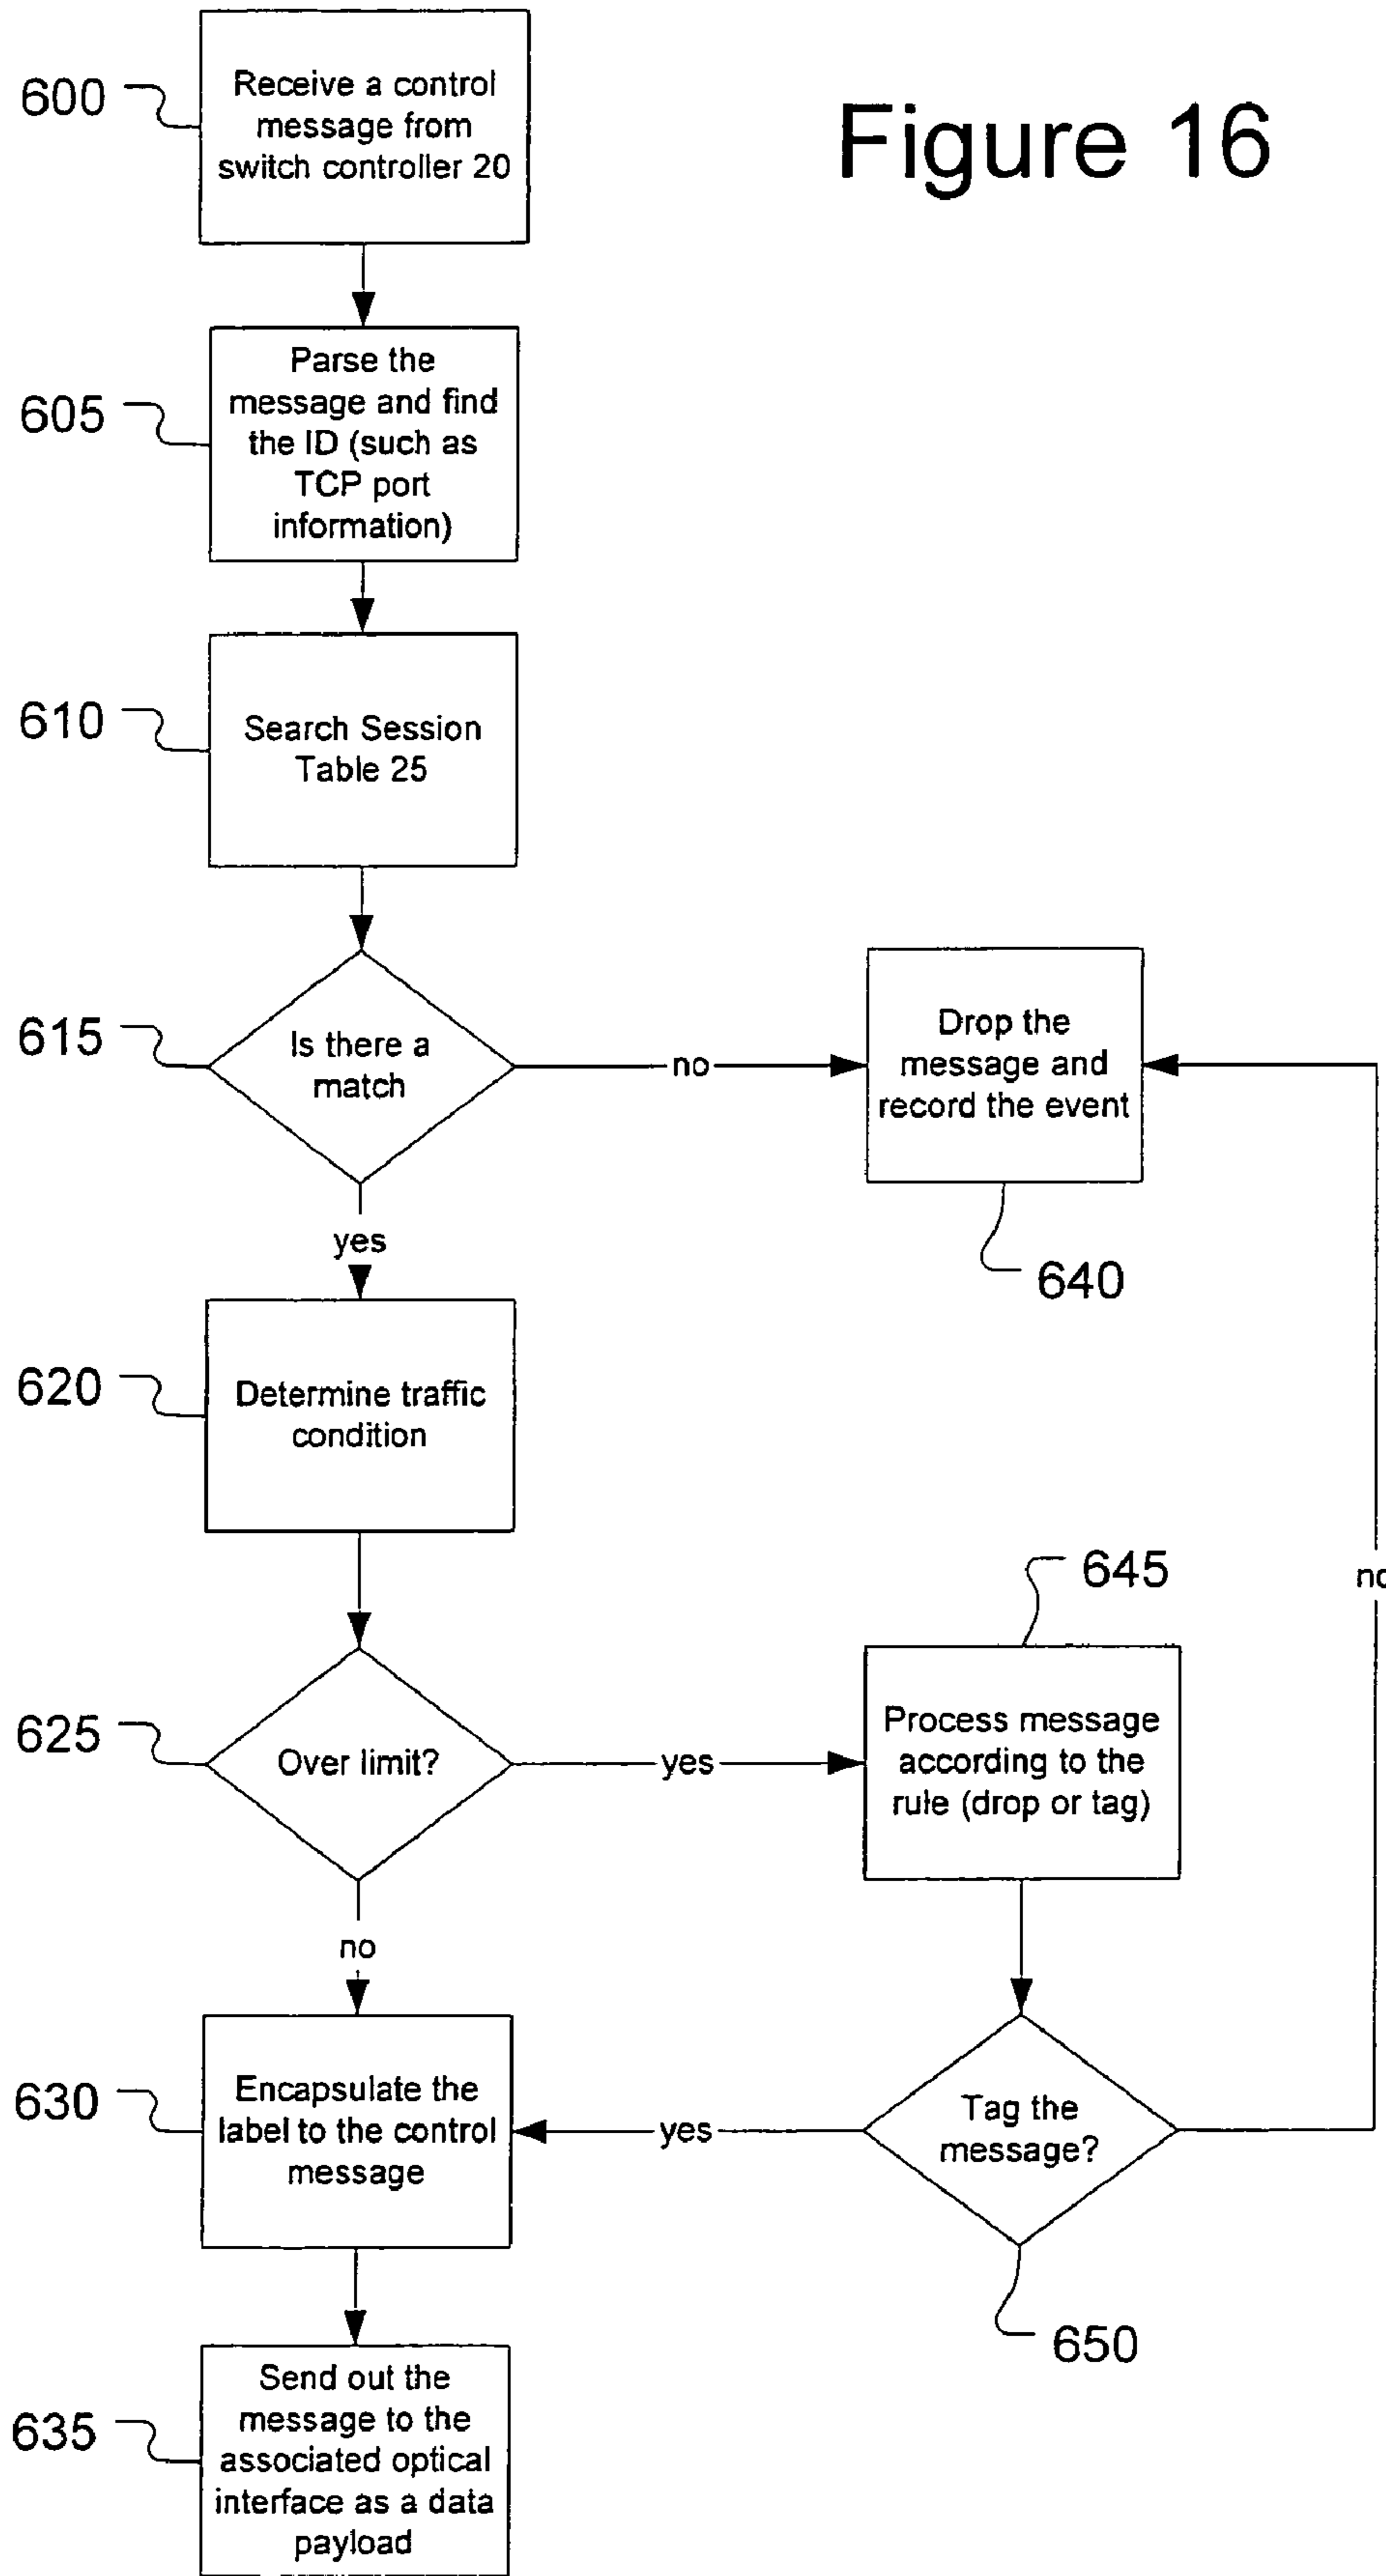 Figure 16
600
Receive a control
message from
switch controller 20
605
Parse the
message and find
the ID (such as
TCP port
information)
610
Search Session
Table 25
615
Is there a
match
no
Drop the
message and
record the event
640
yes
620
Determine traffic
condition
645
no
625
Over limit?
yes
Process message
according to the
rule (drop or tag)
no
630
Encapsulate the
label to the control
message
yes
Tag the
message?
650
635
Send out the
message to the
associated optical
interface as a data
payload